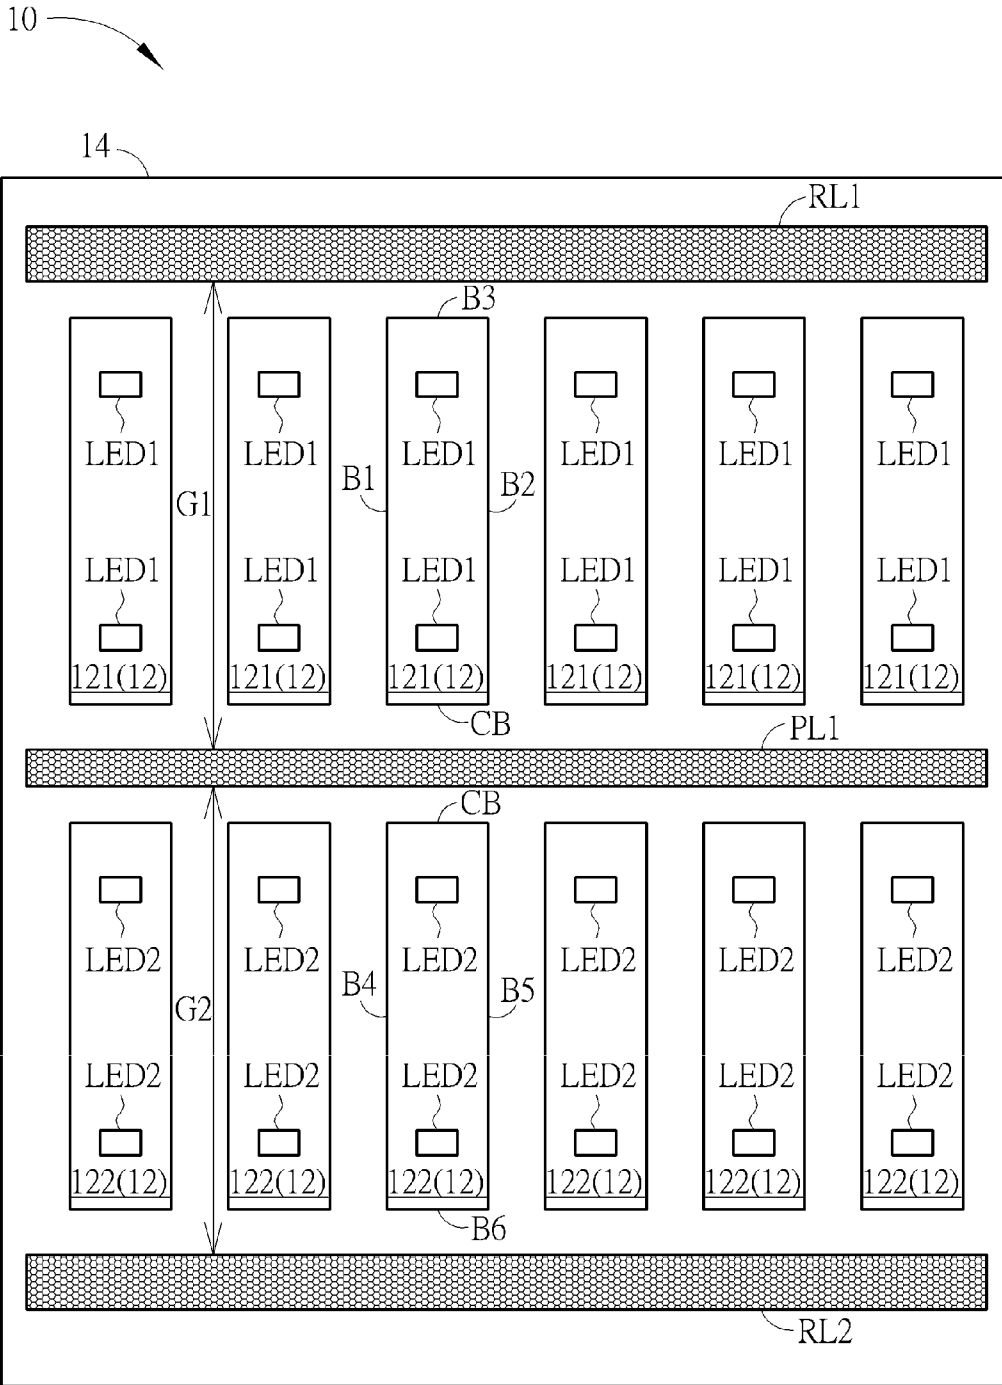 10
14
RL1
B3
LED1 LED1 LED1 LED1 LED1 LED1
G1 B1 B2
LED1 LED1 LED1 LED1 LED1 LED1
121(12) 121(12) 121(12) 121(12) 121(12) 121(12)
CB
PL1
CB
LED2 LED2 LED2 LED2 LED2 LED2
G2 B4 B5
LED2 LED2 LED2 LED2 LED2 LED2
122(12) 122(12) 122(12) 122(12) 122(12) 122(12)
B6
RL2